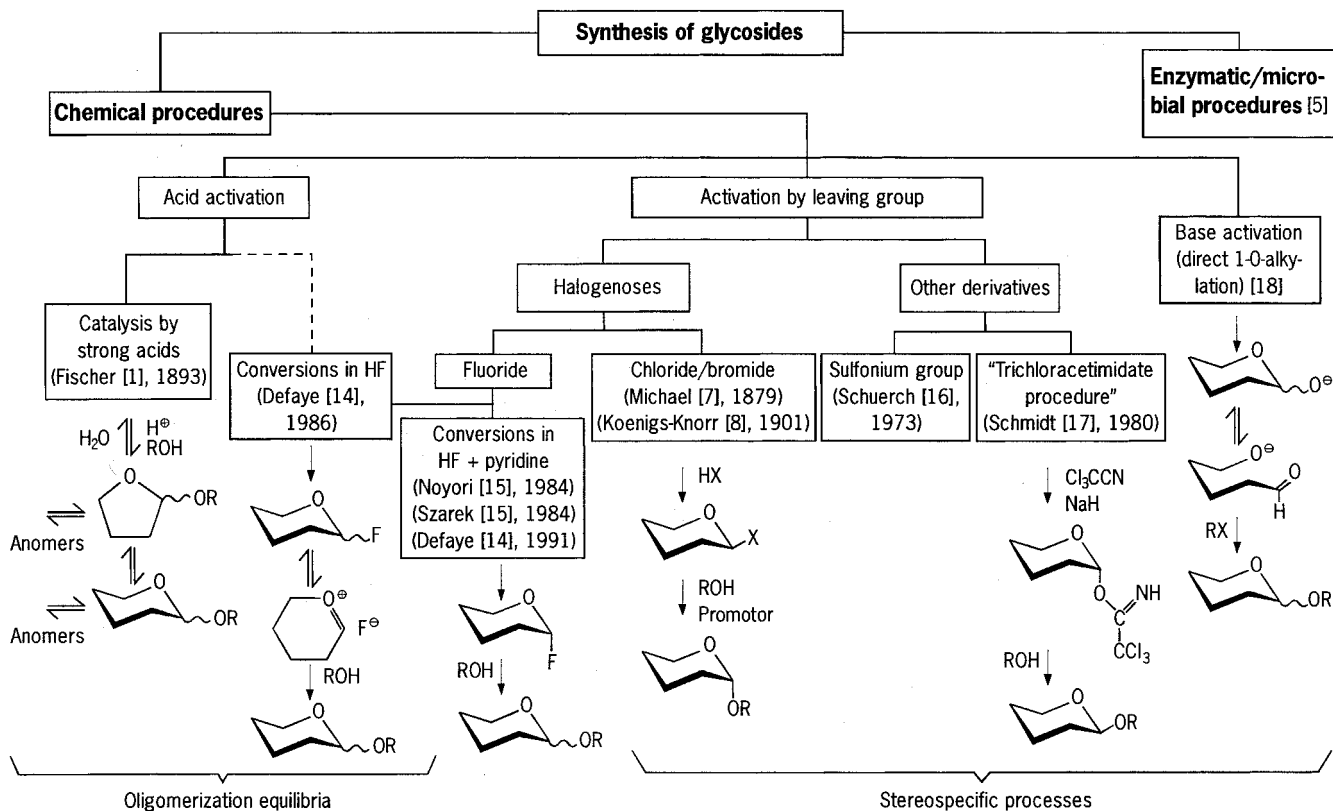 Synthesis of glycosides
Enzymatic/micro-
bial procedures [5]
Chemical procedures
Acid activation
Activation by leaving group
Base activation
(direct 1-O-alky-
lation) [18]
Halogenoses
Other derivatives
Catalysis by
strong acids
(Fischer [1], 1893)
Conversions in HF
(Defaye [14],
1986)
Fluoride
Conversions in
HF + pyridine
(Noyori [15], 1984)
(Szarek [15], 1984)
(Defaye [14], 1991)
Chloride/bromide
(Michael [7], 1879)
(Koenigs-Knorr [8], 1901)
Sulfonium group
(Schuerch [16],
1973)
“Trichloracetimidate
procedure”
(Schmidt [17], 1980)
H2O
H⊕
ROH
O
OR
Anomers
O
OR
Anomers
O
F
O⊕
F⊖
ROH
O
OR
O
F
ROH
O
OR
HX
O
X
ROH
Promotor
O
OR
Cl3CCN
NaH
O
O
NH
C
CCl3
ROH
O
OR
O
O⊖
O⊖
O
H
RX
O
OR
Oligomerization equilibria
Stereospecific processes